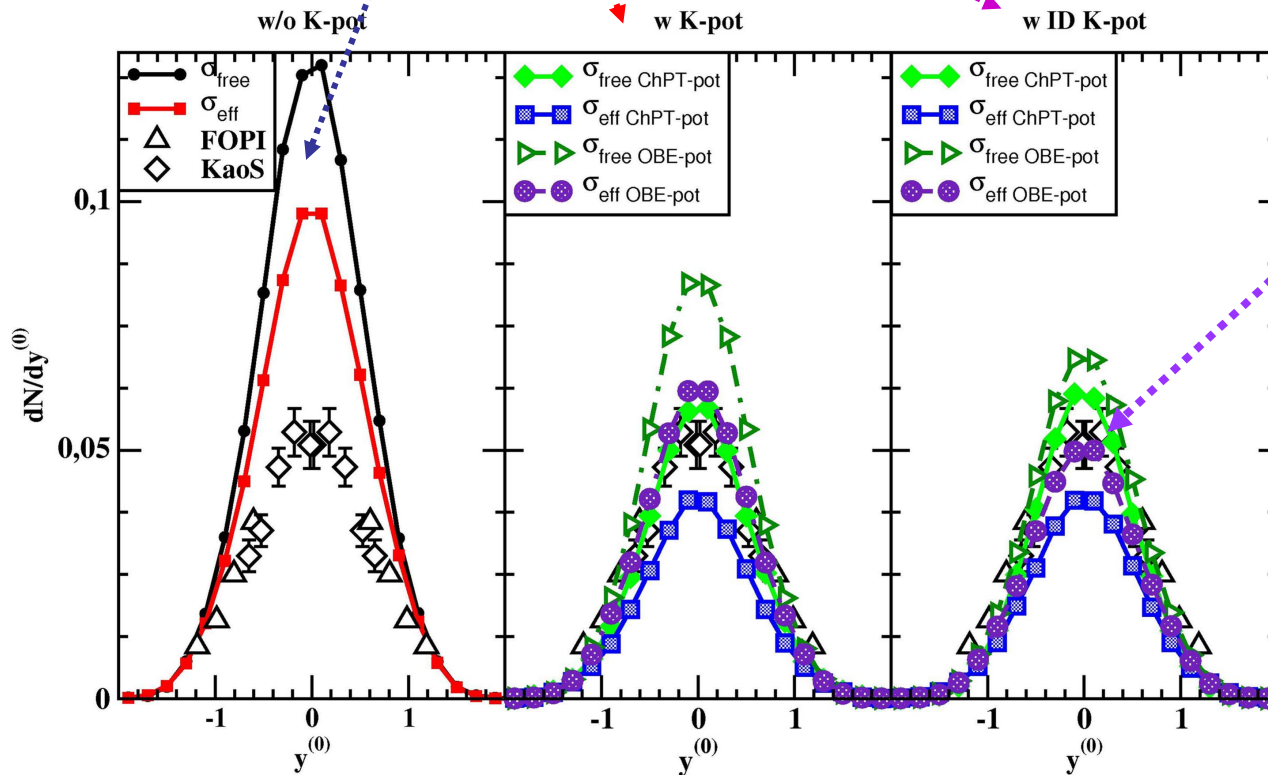 w/o K-pot
w K-pot
w ID K-pot
σfree
σeff
FOPI
KaoS
σfree ChPT-pot
σeff ChPT-pot
σfree OBE-pot
σeff OBE-pot
σfree ChPT-pot
σeff ChPT-pot
σfree OBE-pot
σeff OBE-pot
dN/dy(0)
0,1
0,05
0
-1 0 1
-1 0 1
-1 0 1
y(0)
y(0)
y(0)